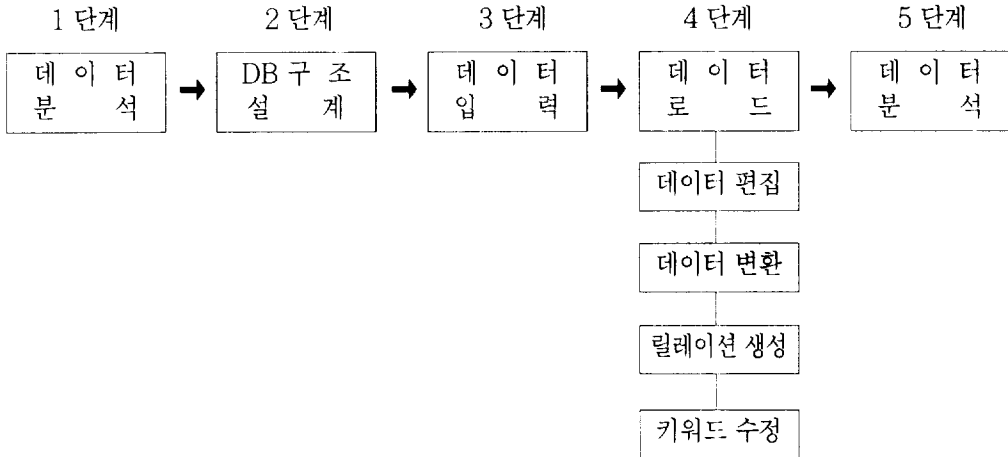 1 단계 2 단계 3 단계 4 단계 5 단계
데 이 터 DB 구 조 데 이 터 데 이 터 데 이 터
분 석 설 계 입 력 로 드 분 석
데이터 편집
데이터 변환
릴레이션 생성
키워드 수정